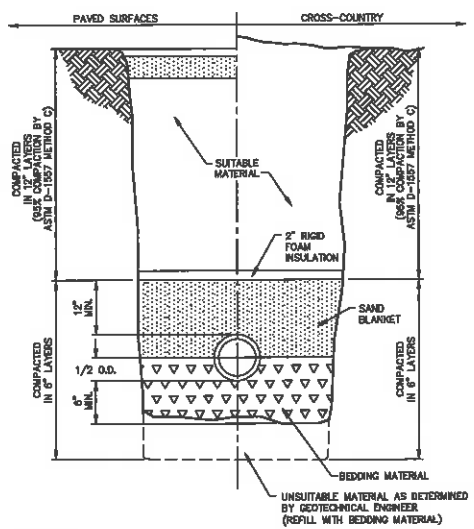 PAVED SURFACES
CROSS-COUNTRY
COMPACTED
IN 12" LAYERS
(95% COMPACTION BY
ASTM D-1557 METHOD C)
SUITABLE
MATERIAL
COMPACTED
IN 12" LAYERS
(95% COMPACTION BY
ASTM D-1557 METHOD C)
2" RIGID
FOAM
INSULATION
12"
MIN.
SAND
BLANKET
COMPACTED
IN 6" LAYERS
1/2 O.D.
6"
MIN.
COMPACTED
IN 6" LAYERS
BEDDING MATERIAL
UNSUITABLE MATERIAL AS DETERMINED
BY GEOTECHNICAL ENGINEER
(REFILL WITH BEDDING MATERIAL)